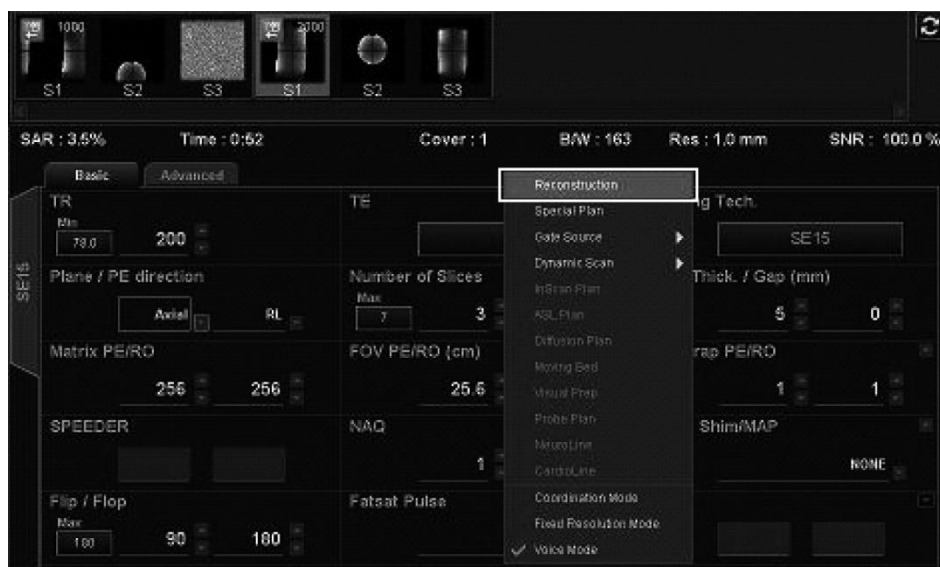 1000 2000
S1 S2 S3 S1 S2 S3
SAR : 3.5% Time : 0:52 Cover : 1 B/W : 163 Res : 1.0 mm SNR : 100.0 %
Basic Advanced
SE15
TR TE g Tech.
Min
78.0 200 SE15
Plane / PE direction Number of Slices Thick. / Gap (mm)
Max
Axial RL 7 3 5 0
Matrix PE/RO FOV PE/RO (cm) rap PE/RO
256 256 25.6 1 1
SPEEDER NAQ Shim/MAP
1 NONE
Flip / Flop Fatsat Pulse
Max
180 90 180
Reconstruction
Special Plan
Gate Source
Dynamic Scan
InScan Plan
ASL Plan
Diffusion Plan
Moving Bed
Visual Prep
Probe Plan
NeuroLine
CardioLine
Coordination Mode
Fixed Resolution Mode
Voice Mode